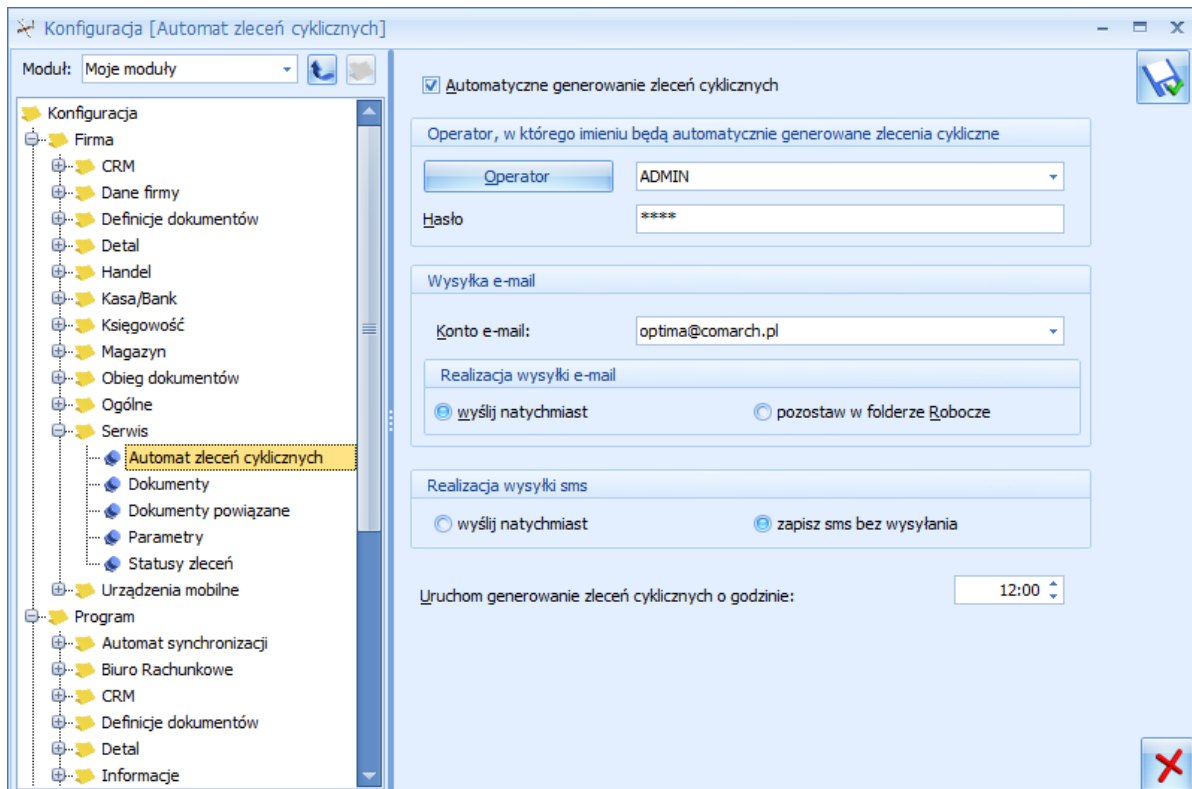 Konfiguracja [Automat zleceń cyklicznych]
Moduł: Moje moduły
Konfiguracja
Firma
CRM
Dane firmy
Definicje dokumentów
Detal
Handel
Kasa/Bank
Księgowość
Magazyn
Obieg dokumentów
Ogólne
Serwis
Automat zleceń cyklicznych
Dokumenty
Dokumenty powiązane
Parametry
Statusy zleceń
Urządzenia mobilne
Program
Automat synchronizacji
Biuro Rachunkowe
CRM
Definicje dokumentów
Detal
Informacje
Automatyczne generowanie zleceń cyklicznych
Operator, w którego imieniu będą automatycznie generowane zlecenia cykliczne
Operator ADMIN
Hasło ****
Wysyłka e-mail
Konto e-mail: optima@comarch.pl
Realizacja wysyłki e-mail
wyślij natychmiast pozostaw w folderze Robocze
Realizacja wysyłki sms
wyślij natychmiast zapisz sms bez wysyłania
Uruchom generowanie zleceń cyklicznych o godzinie: 12:00